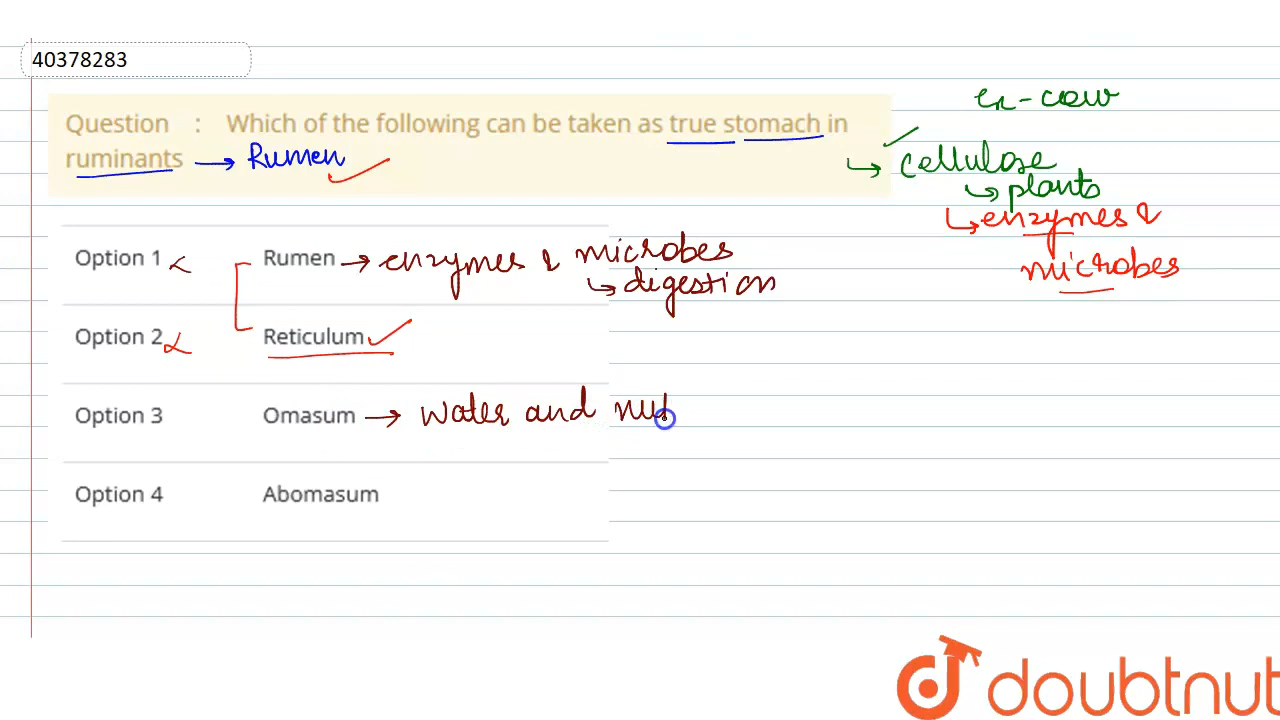 40378283
er - cow
Question : Which of the following can be taken as true stomach in
ruminants → Rumen ✓
↳ cellulose
↳ plants
↳ enzymes &
microbes
Option 1 Rumen → enzymes & microbes
↳ digestion
Option 2 Reticulum ✓
Option 3 Omasum → water and nut
Option 4 Abomasum
doubtnut